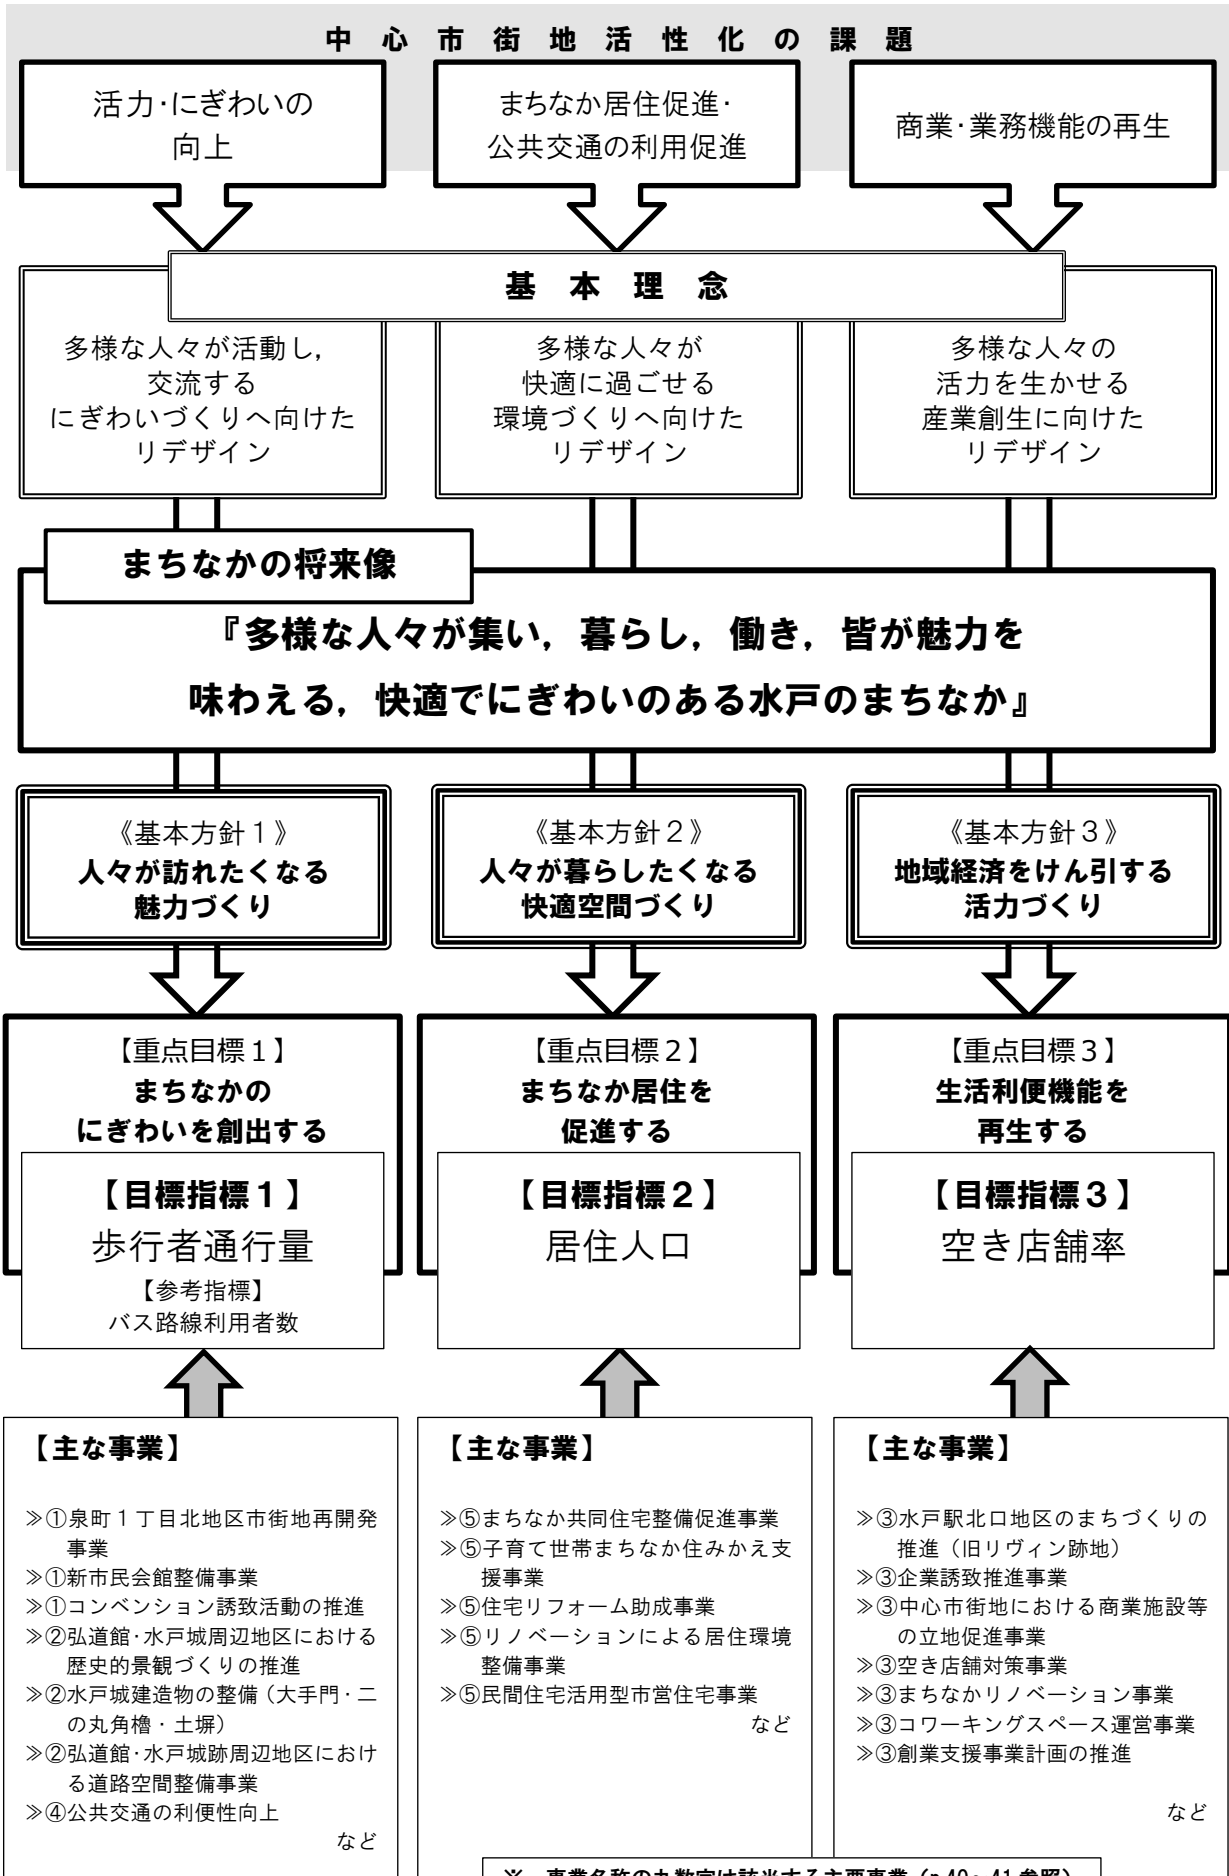 中心市街地活性化の課題
活力・にぎわいの
向上
まちなか居住促進・
公共交通の利用促進
商業・業務機能の再生
基本理念
多様な人々が活動し，
交流する
にぎわいづくりへ向けた
リデザイン
多様な人々が
快適に過ごせる
環境づくりへ向けた
リデザイン
多様な人々の
活力を生かせる
産業創生に向けた
リデザイン
まちなかの将来像
『多様な人々が集い，暮らし，働き，皆が魅力を
味わえる，快適でにぎわいのある水戸のまちなか』
《基本方針１》
人々が訪れたくなる
魅力づくり
《基本方針２》
人々が暮らしたくなる
快適空間づくり
《基本方針３》
地域経済をけん引する
活力づくり
【重点目標１】
まちなかの
にぎわいを創出する
【目標指標１】
歩行者通行量
【参考指標】
バス路線利用者数
【重点目標２】
まちなか居住を
促進する
【目標指標２】
居住人口
【重点目標３】
生活利便機能を
再生する
【目標指標３】
空き店舗率
【主な事業】
≫①泉町１丁目北地区市街地再開発
事業
≫①新市民会館整備事業
≫①コンベンション誘致活動の推進
≫②弘道館・水戸城周辺地区における
歴史的景観づくりの推進
≫②水戸城建造物の整備（大手門・二
の丸角櫓・土塀）
≫②弘道館・水戸城跡周辺地区におけ
る道路空間整備事業
≫④公共交通の利便性向上
など
【主な事業】
≫⑤まちなか共同住宅整備促進事業
≫⑤子育て世帯まちなか住みかえ支
援事業
≫⑤住宅リフォーム助成事業
≫⑤リノベーションによる居住環境
整備事業
≫⑤民間住宅活用型市営住宅事業
など
【主な事業】
≫③水戸駅北口地区のまちづくりの
推進（旧リヴィン跡地）
≫③企業誘致推進事業
≫③中心市街地における商業施設等
の立地促進事業
≫③空き店舗対策事業
≫③まちなかリノベーション事業
≫③コワーキングスペース運営事業
≫③創業支援事業計画の推進
など
※　事業名称の丸数字は該当する主要事業（p.40～41 参照）